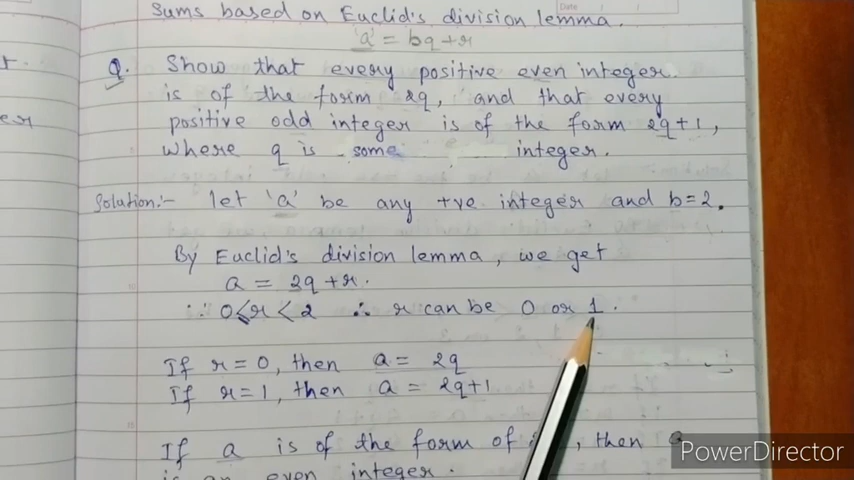 Date
Sums based on Euclid's division lemma.
'a' = bq+r
Q. Show that every positive even integer
is of the form 2q, and that every
positive odd integer is of the form 2q+1,
where q is some integer.
Solution:- let 'a' be any +ve integer and b=2.
By Euclid's division lemma, we get
a = 2q+r.
∵ 0≤r<2 ∴ r can be 0 or 1.
If r=0, then a = 2q
If r=1, then a = 2q+1
If a is of the form of , then a
is an even integer.
PowerDirector